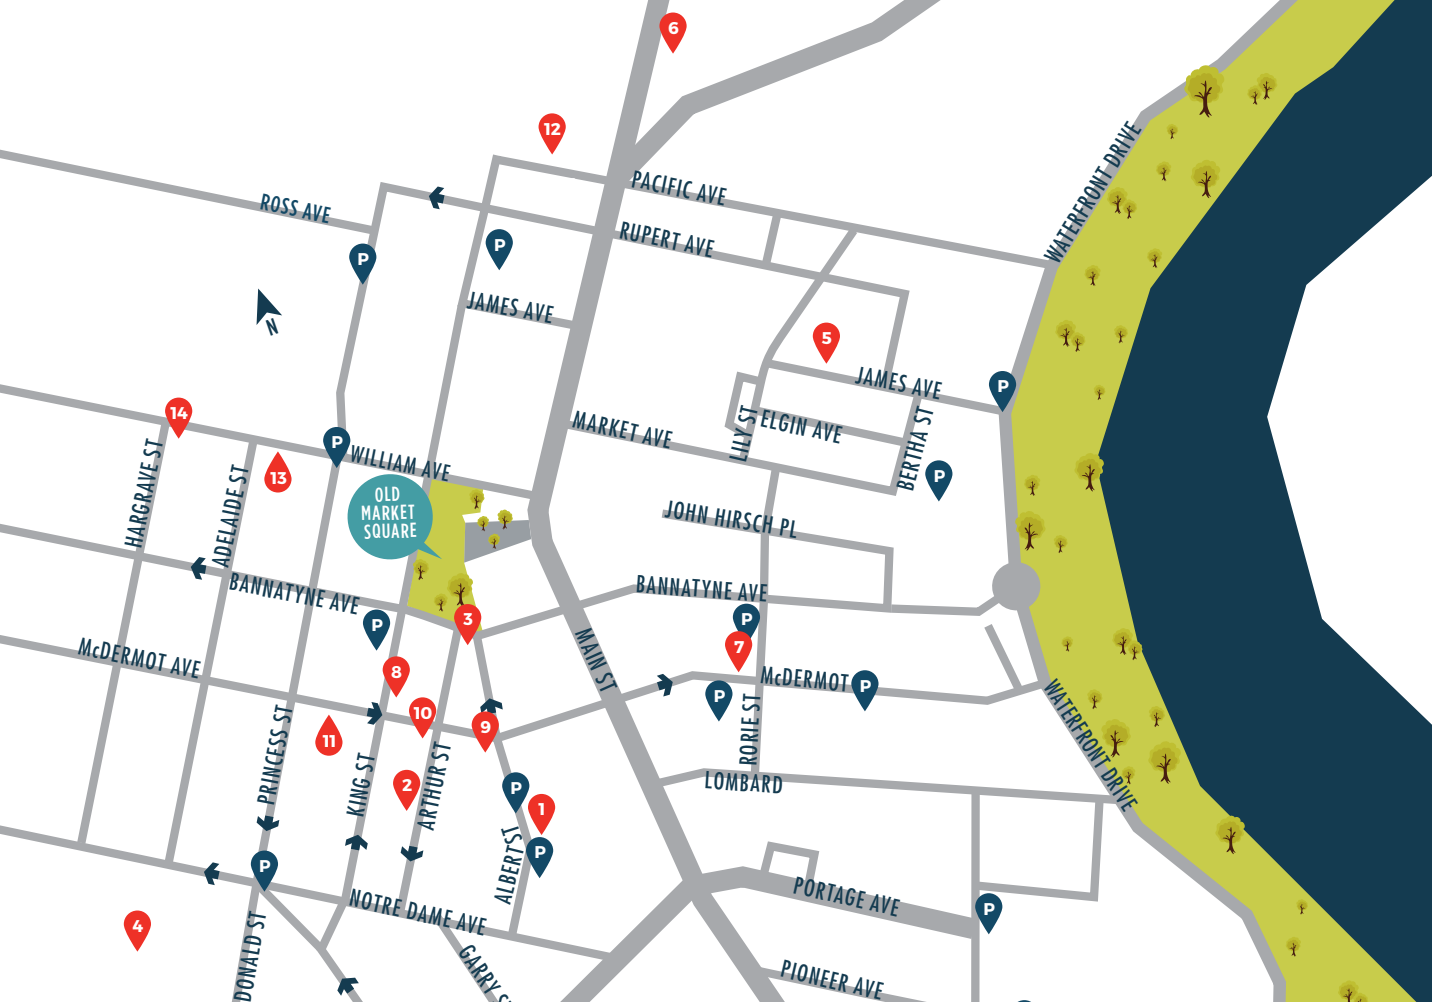 6
12
WATERFRONT DRIVE
PACIFIC AVE
ROSS AVE
RUPERT AVE
P
P
JAMES AVE
N
5
JAMES AVE
P
14
MARKET AVE
LILY ST
ELGIN AVE
BERTHA ST
P
WILLIAM AVE
13
P
HARGRAVE ST
ADELAIDE ST
OLD
MARKET
SQUARE
JOHN HIRSCH PL
BANNATYNE AVE
BANNATYNE AVE
P
3
P
7
McDERMOT AVE
8
MAIN ST
McDERMOT
P
P
WATERFRONT DRIVE
10
9
11
PRINCESS ST
KING ST
2
ARTHUR ST
RORIE ST
LOMBARD
P
1
P
ALBERT ST
P
NOTRE DAME AVE
PORTAGE AVE
P
4
DONALD ST
GARRY S
PIONEER AVE